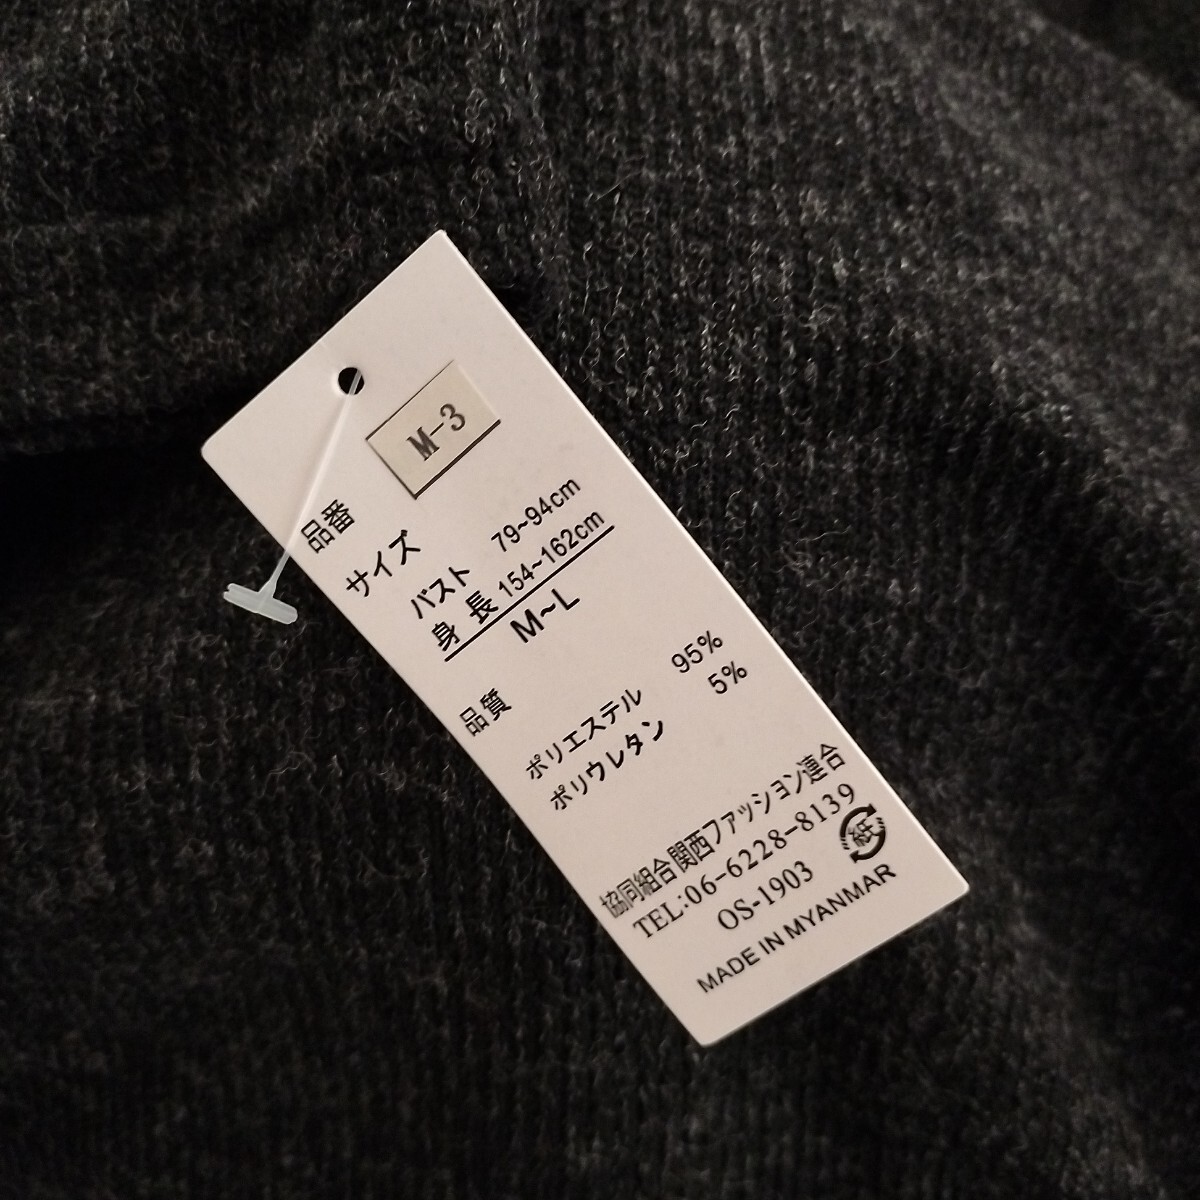 品番 M-3
サイズ
バスト 79~94cm
身長 154~162cm
M~L
品質
ポリエステル 95%
ポリウレタン 5%
協同組合関西ファッション連合
TEL:06-6228-8139
OS-1903
紙
MADE IN MYANMAR